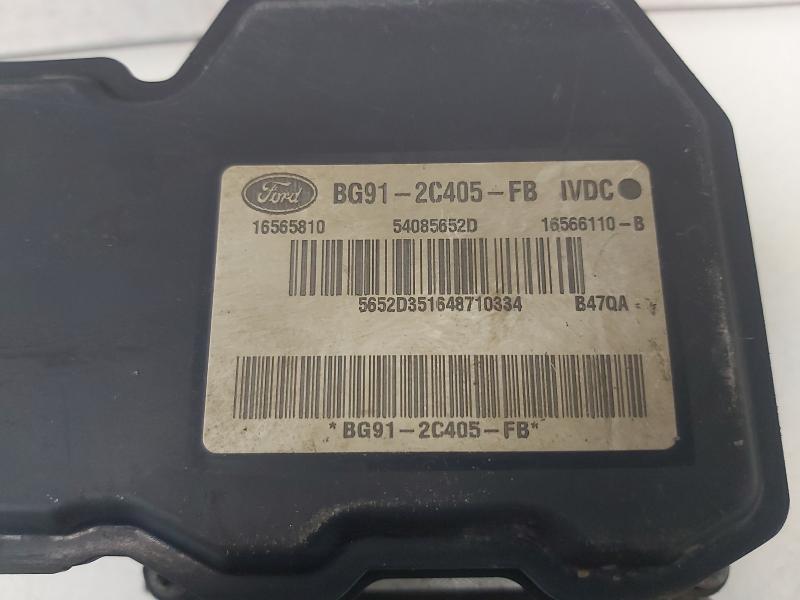 Ford BG91-2C405-FB IVDC
16565810 54085652D 16566110-B
5652D351648710334 B47QA -
*BG91-2C405-FB*